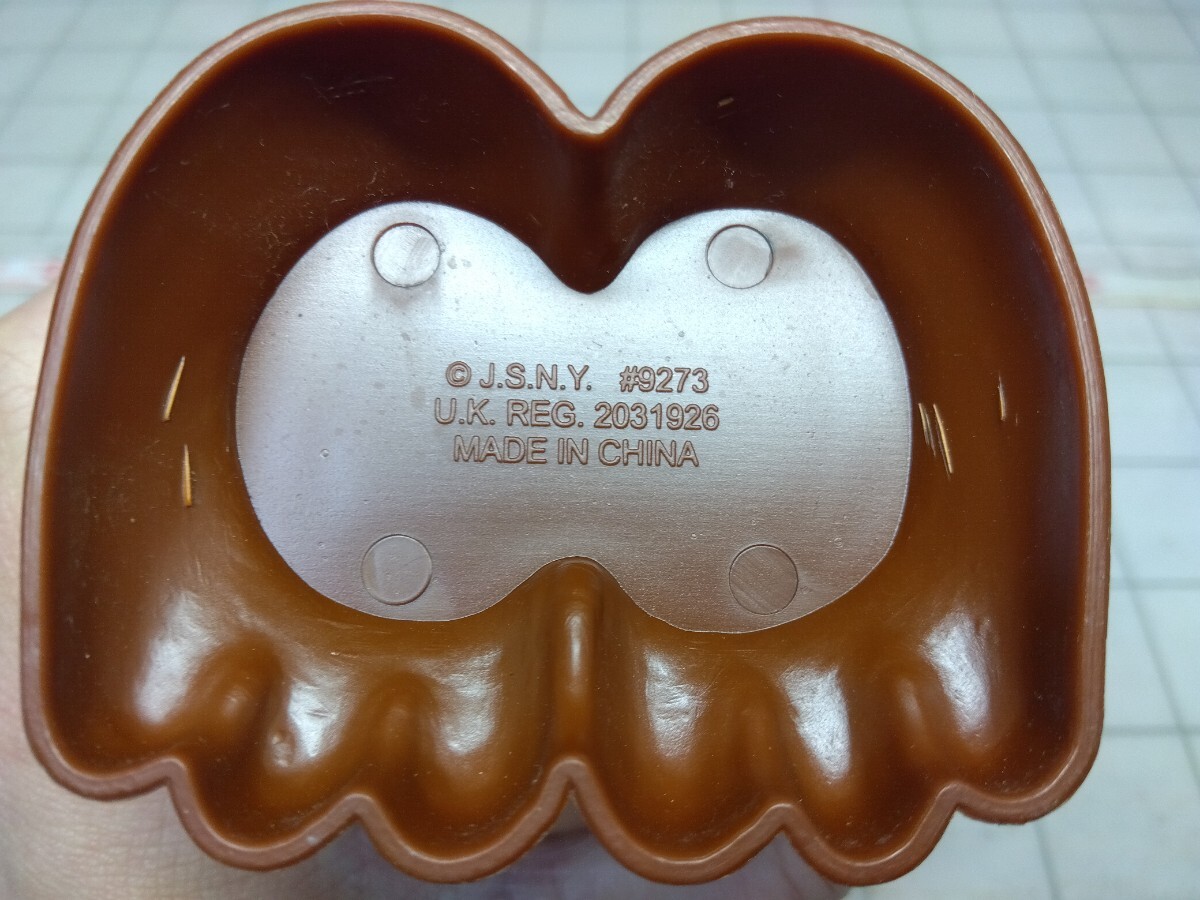 © J.S.N.Y. #9273
U.K. REG. 2031926
MADE IN CHINA